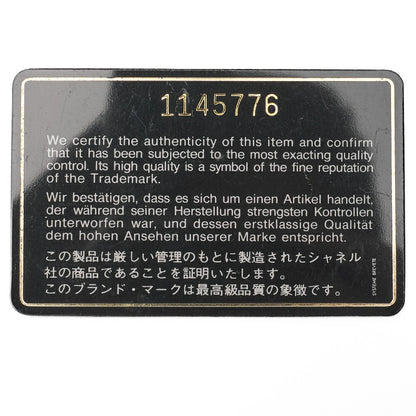 1145776
We certify the authenticity of this item and confirm
that it has been subjected to the most exacting quality
control. Its high quality is a symbol of the fine reputation
of the Trademark.
Wir bestätigen, dass es sich um einen Artikel handelt,
der während seiner Herstellung strengsten Kontrollen
unterworfen war, und dessen erstklassige Qualität
dem hohen Ansehen unserer Marke entspricht.
この製品は厳しい管理のもとに製造されたシャネル
社の商品であることを証明いたします。
このブランド・マークは最高級品質の象徴です。
SYSTEME BREVETE